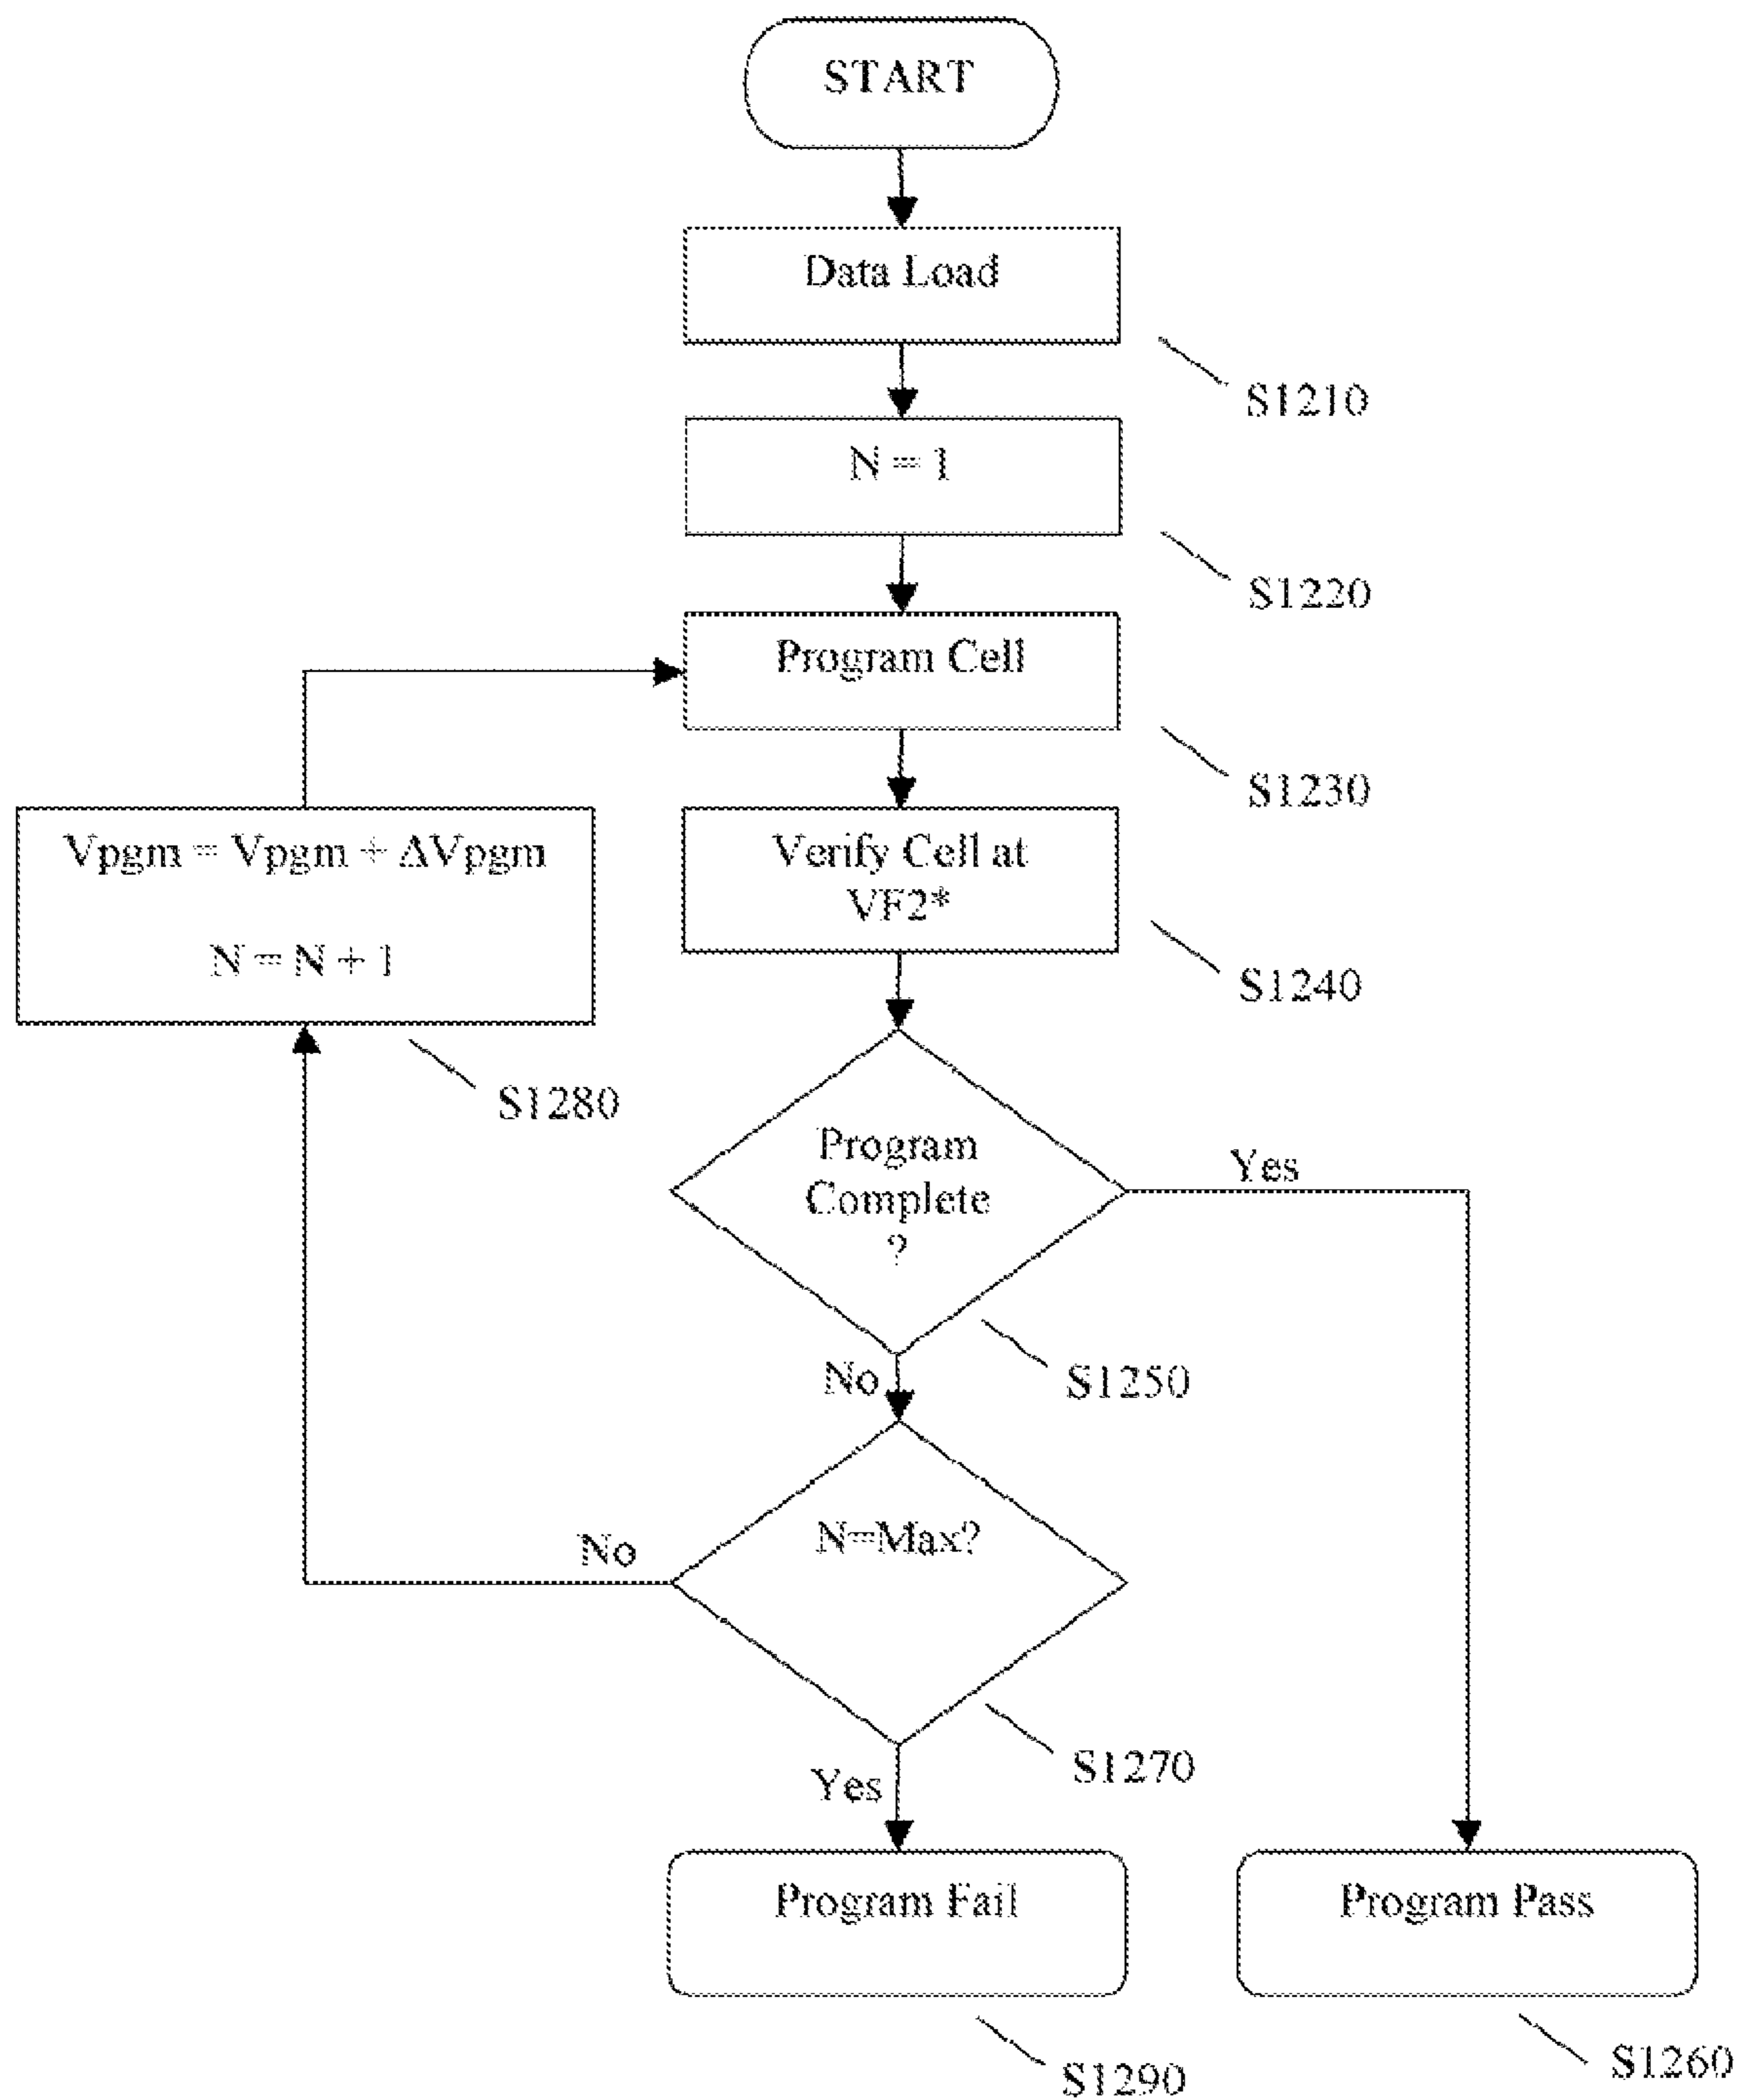 START
Data Load
S1210
N = 1
S1220
Program Cell
S1230
Vpgm = Vpgm + ΔVpgm
N = N + 1
S1280
Verify Cell at
VF2*
S1240
Program
Complete
?
Yes
No
S1250
N=Max?
No
S1270
Yes
Program Fail
S1290
Program Pass
S1260